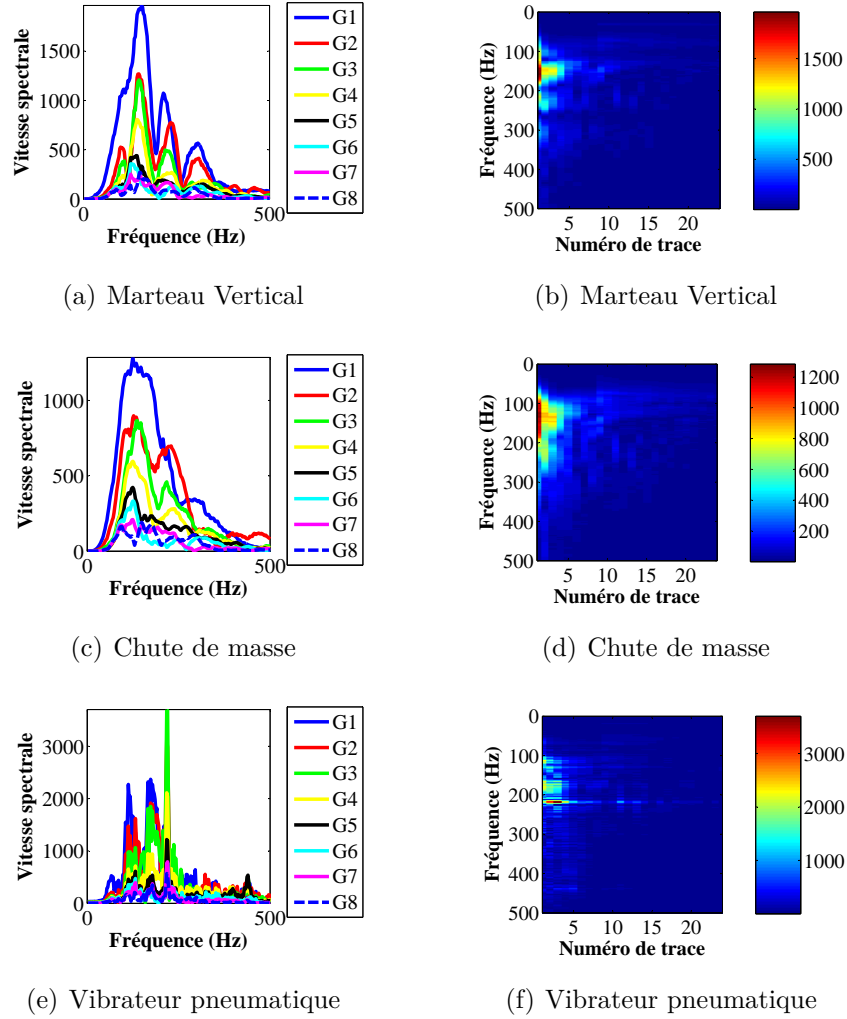 1500
1000
500
0
0
500
Vitesse spectrale
Fréquence (Hz)
G1
G2
G3
G4
G5
G6
G7
G8
(a) Marteau Vertical
0
100
200
300
400
500
Fréquence (Hz)
5
10
15
20
Numéro de trace
1500
1000
500
(b) Marteau Vertical
1000
500
0
0
500
Vitesse spectrale
Fréquence (Hz)
G1
G2
G3
G4
G5
G6
G7
G8
(c) Chute de masse
0
100
200
300
400
500
Fréquence (Hz)
5
10
15
20
Numéro de trace
1200
1000
800
600
400
200
(d) Chute de masse
3000
2000
1000
0
0
500
Vitesse spectrale
Fréquence (Hz)
G1
G2
G3
G4
G5
G6
G7
G8
(e) Vibrateur pneumatique
0
100
200
300
400
500
Fréquence (Hz)
5
10
15
20
Numéro de trace
3000
2000
1000
(f) Vibrateur pneumatique